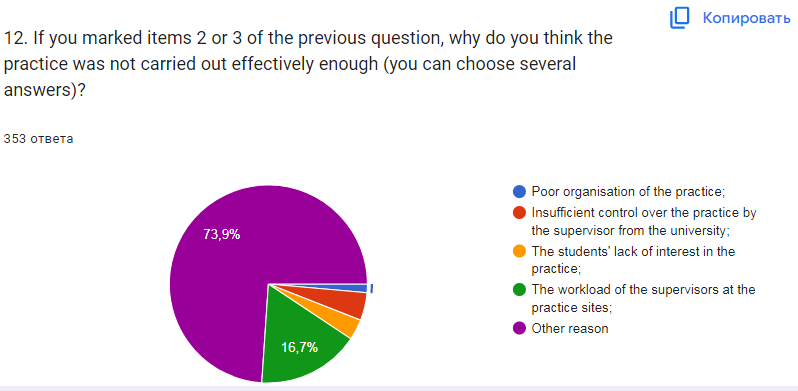 Копировать
12. If you marked items 2 or 3 of the previous question, why do you think the
practice was not carried out effectively enough (you can choose several
answers)?
353 ответа
73,9%
16,7%
Poor organisation of the practice;
Insufficient control over the practice by
the supervisor from the university;
The students' lack of interest in the
practice;
The workload of the supervisors at the
practice sites;
Other reason